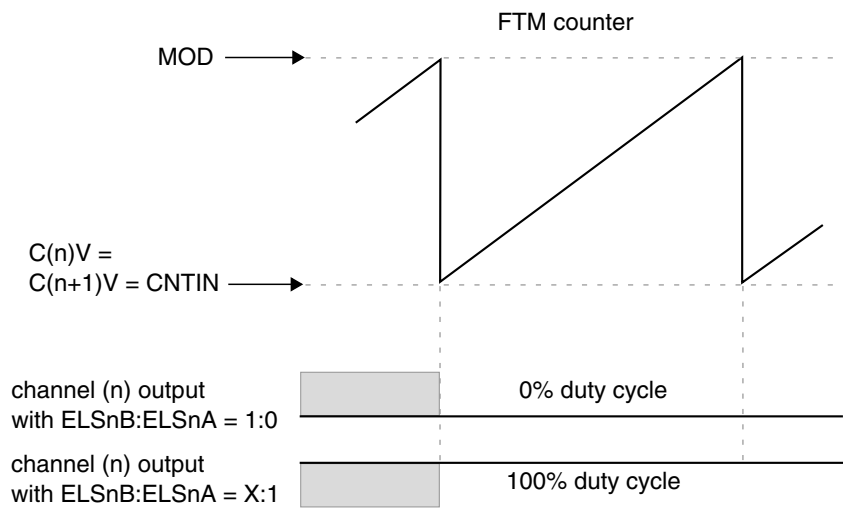 FTM counter
MOD
C(n)V =
C(n+1)V = CNTIN
channel (n) output
with ELSnB:ELSnA = 1:0
0% duty cycle
channel (n) output
with ELSnB:ELSnA = X:1
100% duty cycle